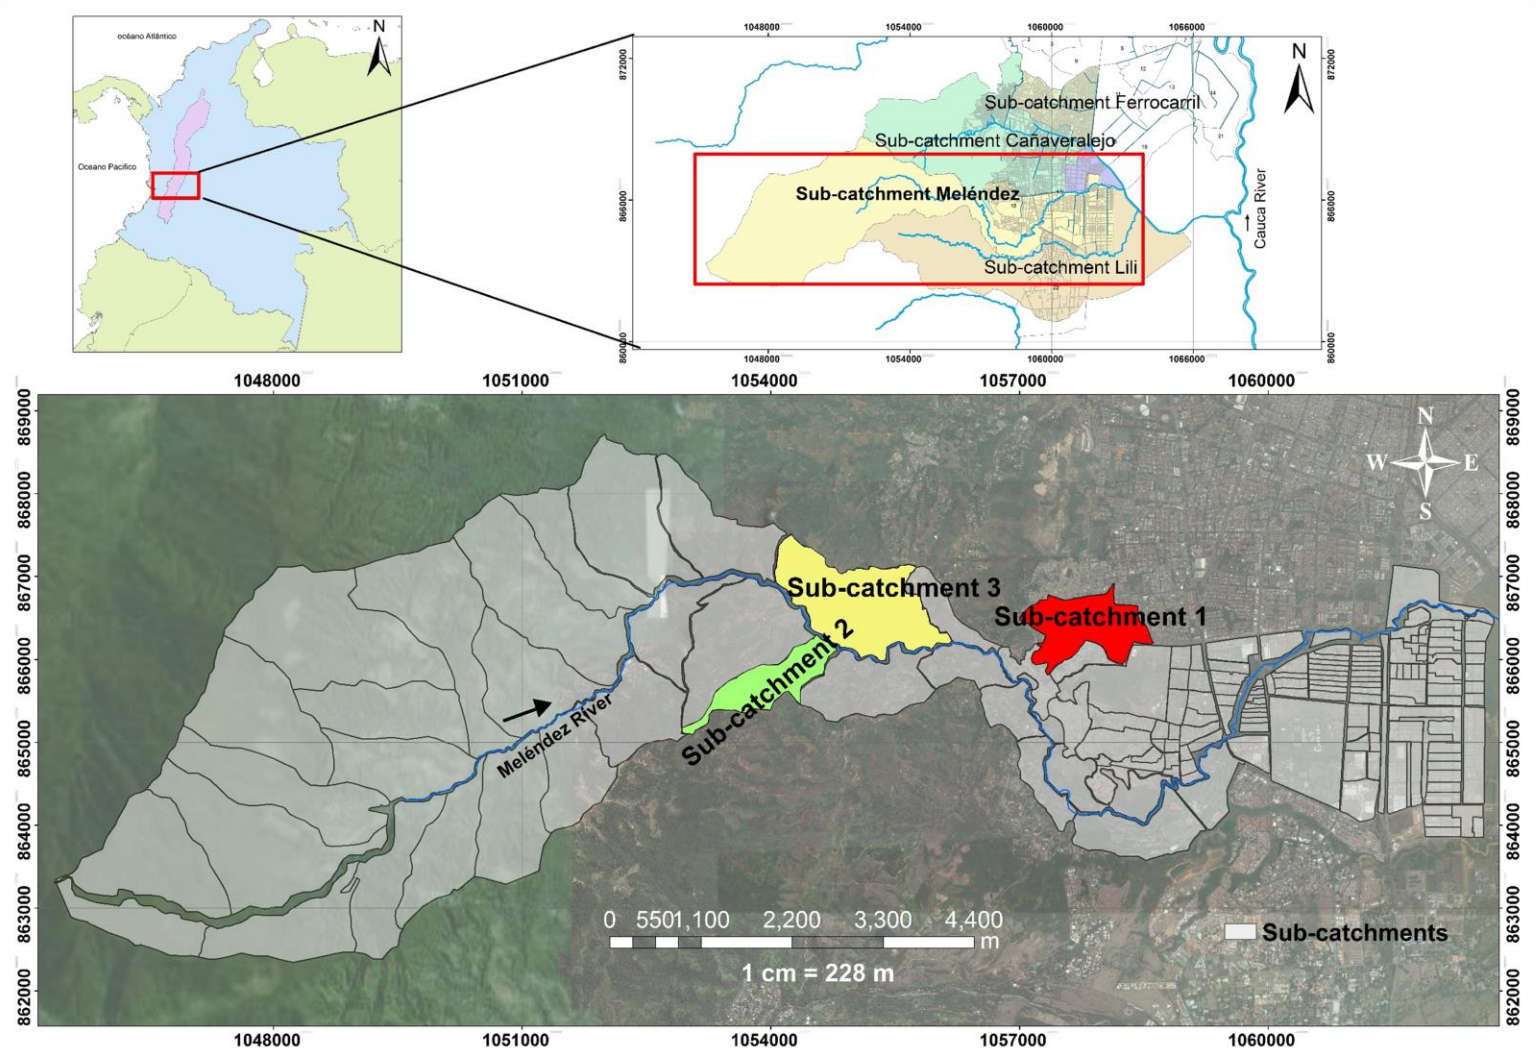 océano Atlántico
N
Oceano Pacífico
1048000
1054000
1060000
1066000
872000
866000
860000
N
Sub-catchment Ferrocarril
Sub-catchment Cañaveralejo
Sub-catchment Meléndez
Sub-catchment Lili
Cauca River
860000
1048000
1054000
1060000
1066000
1048000
1051000
1054000
1057000
1060000
869000
868000
867000
866000
865000
864000
863000
862000
869000
868000
867000
866000
865000
864000
863000
862000
N
W
E
S
Sub-catchment 3
Sub-catchment 1
Sub-catchment 2
Meléndez River
0 550 1,100 2,200 3,300 4,400
m
1 cm = 228 m
Sub-catchments
1048000
1051000
1054000
1057000
1060000